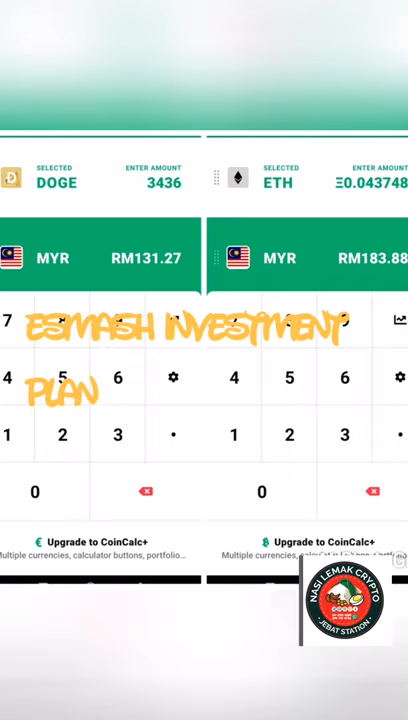 SELECTED
ENTER AMOUNT
DOGE
3436
MYR
RM131.27
SELECTED
ENTER AMOUNT
ETH
Ξ0.043748
MYR
RM183.88
ESMASH INVESTMENT
PLAN
7
4
5
6
1
2
3
.
0
4
5
6
1
2
3
.
0
Upgrade to CoinCalc+
Multiple currencies, calculator buttons, portfolio...
Upgrade to CoinCalc+
NASI LEMAK CRYPTO
JEBAT STATION